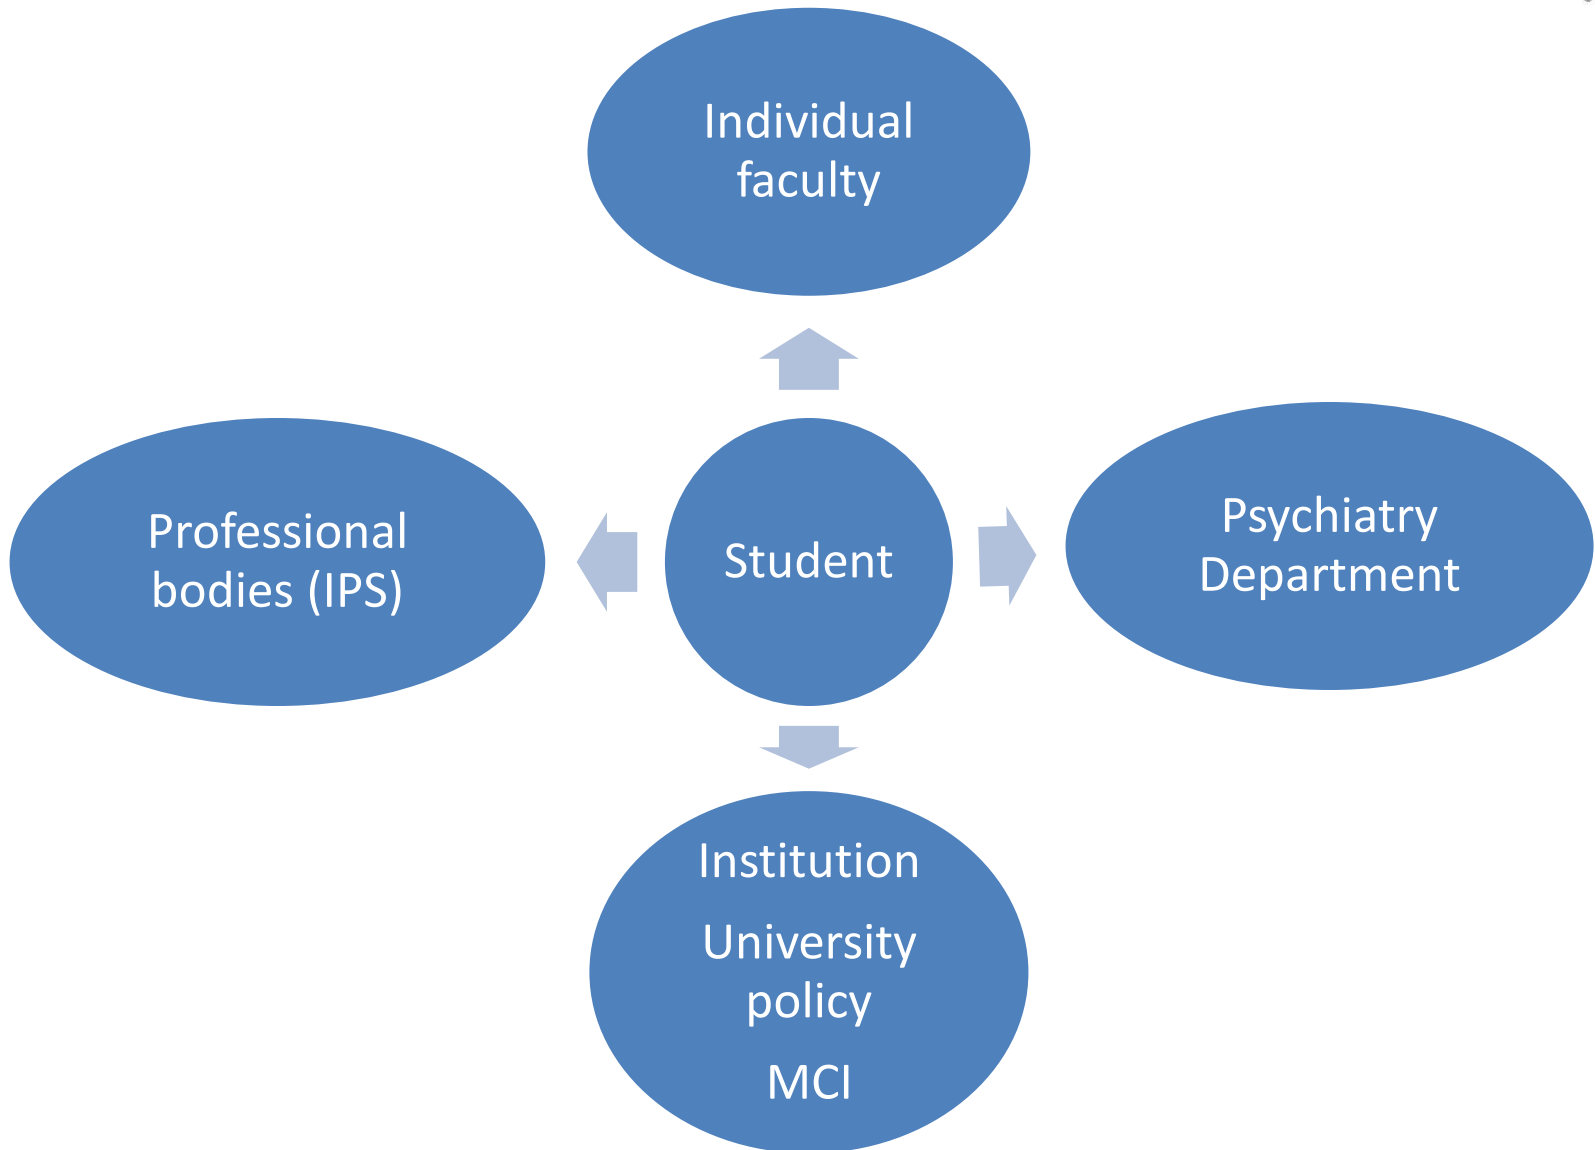 Individual
faculty
Professional
bodies (IPS)
Student
Psychiatry
Department
Institution
University
policy
MCI